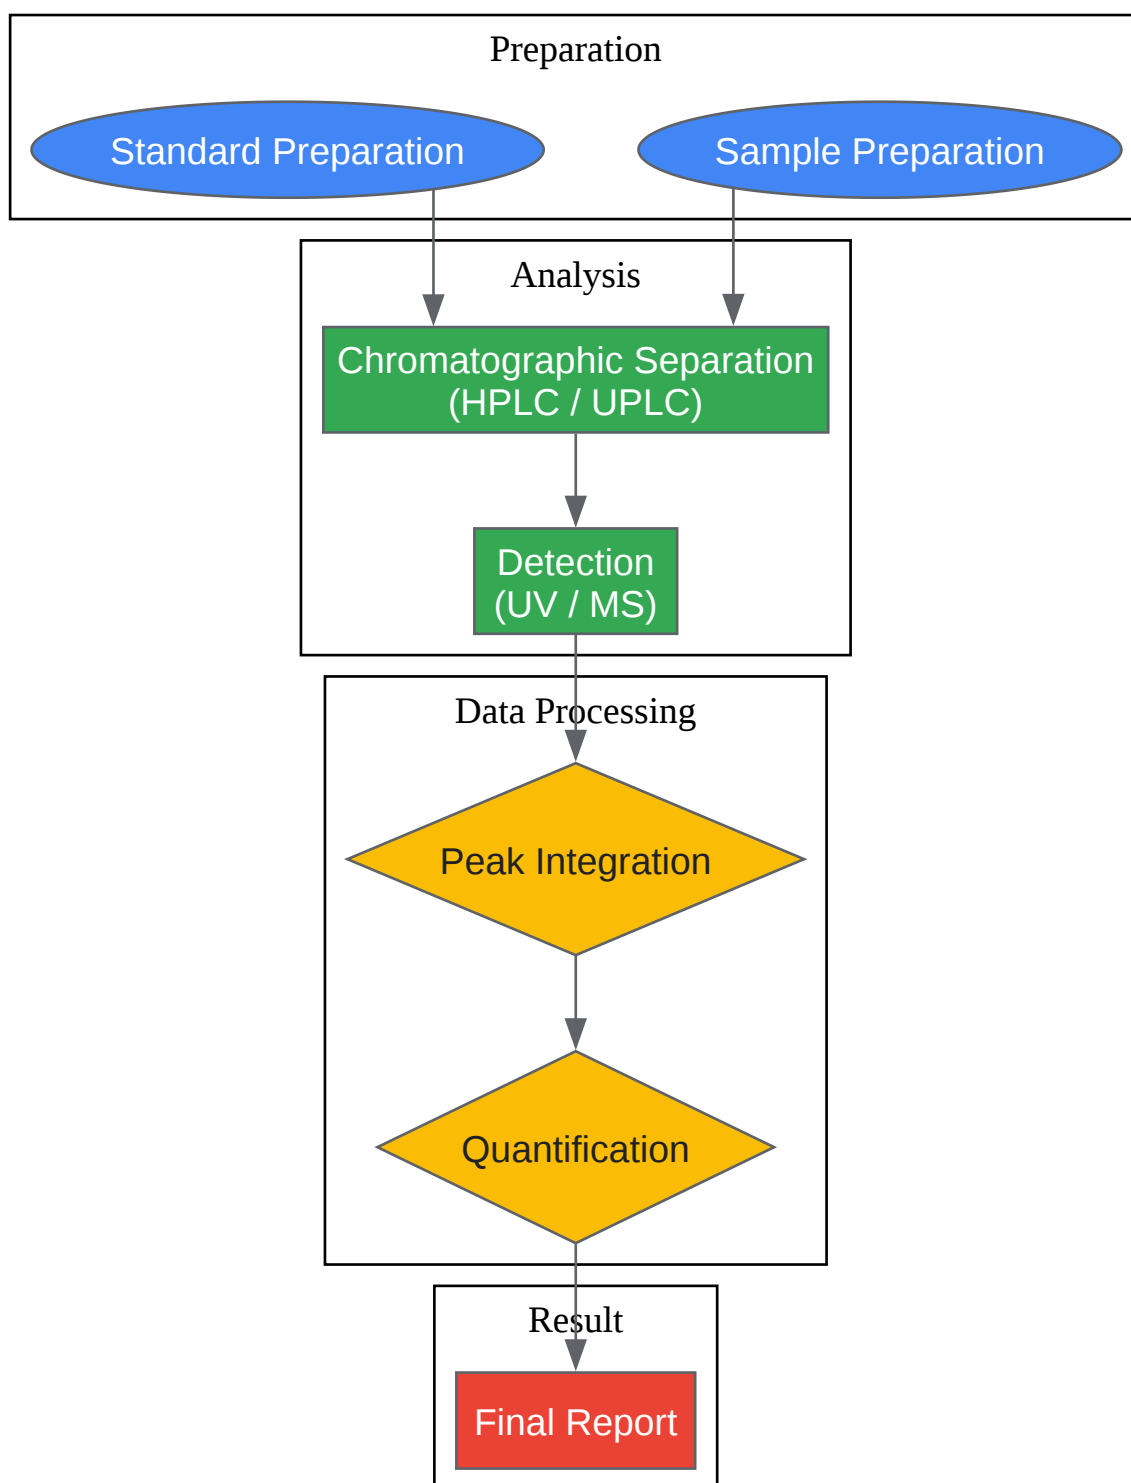 Preparation
Standard Preparation
Sample Preparation
Analysis
Chromatographic Separation
(HPLC / UPLC)
Detection
(UV / MS)
Data Processing
Peak Integration
Quantification
Result
Final Report